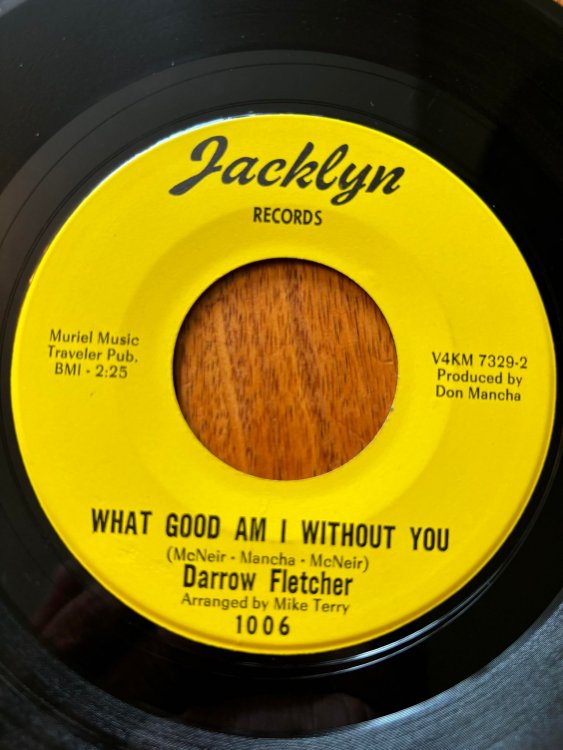 Jacklyn
RECORDS
Muriel Music
Traveler Pub.
BMI - 2:25
V4KM 7329-2
Produced by
Don Mancha
WHAT GOOD AM I WITHOUT YOU
(McNeir - Mancha - McNeir)
Darrow Fletcher
Arranged by Mike Terry
1006